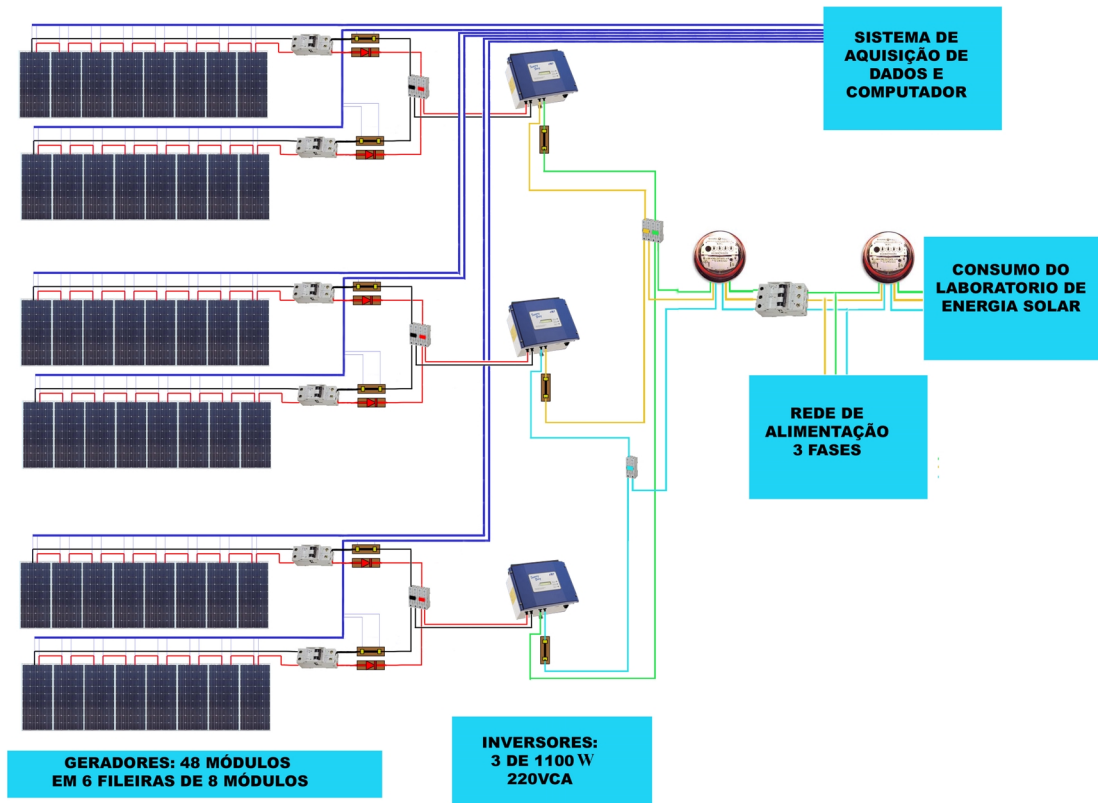 SISTEMA DE
AQUISIÇÃO DE
DADOS E
COMPUTADOR
CONSUMO DO
LABORATORIO DE
ENERGIA SOLAR
REDE DE
ALIMENTAÇÃO
3 FASES
INVERSORES:
3 DE 1100 W
220VCA
GERADORES: 48 MÓDULOS
EM 6 FILEIRAS DE 8 MÓDULOS